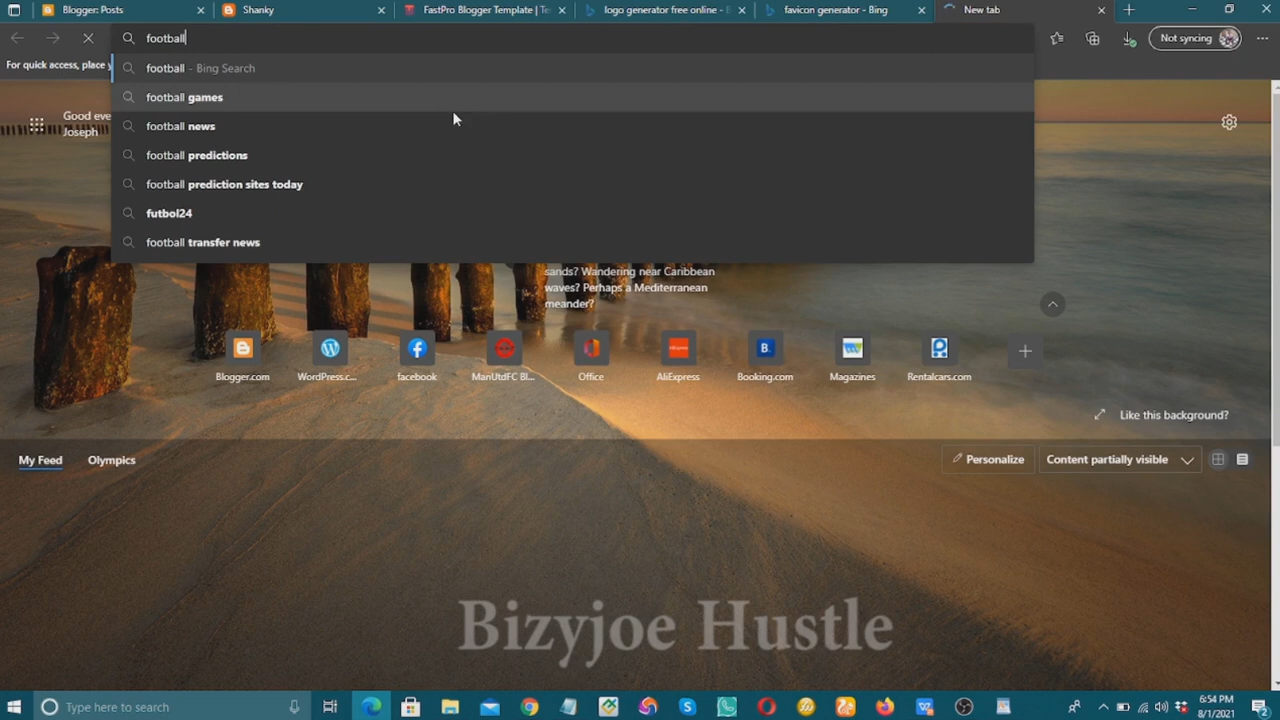 Blogger: Posts
Shanky
FastPro Blogger Template | Te
logo generator free online - B
favicon generator - Bing
New tab
football
Not syncing
For quick access, place y
football - Bing Search
football games
football news
football predictions
football prediction sites today
futbol24
football transfer news
Good eve
Joseph
sands? Wandering near Caribbean
waves? Perhaps a Mediterranean
meander?
Blogger.com
WordPress.c...
facebook
ManUtdFC Bl...
Office
AliExpress
Booking.com
Magazines
Rentalcars.com
Like this background?
My Feed
Olympics
Personalize
Content partially visible
Bizyjoe Hustle
Type here to search
6:54 PM
8/1/2021